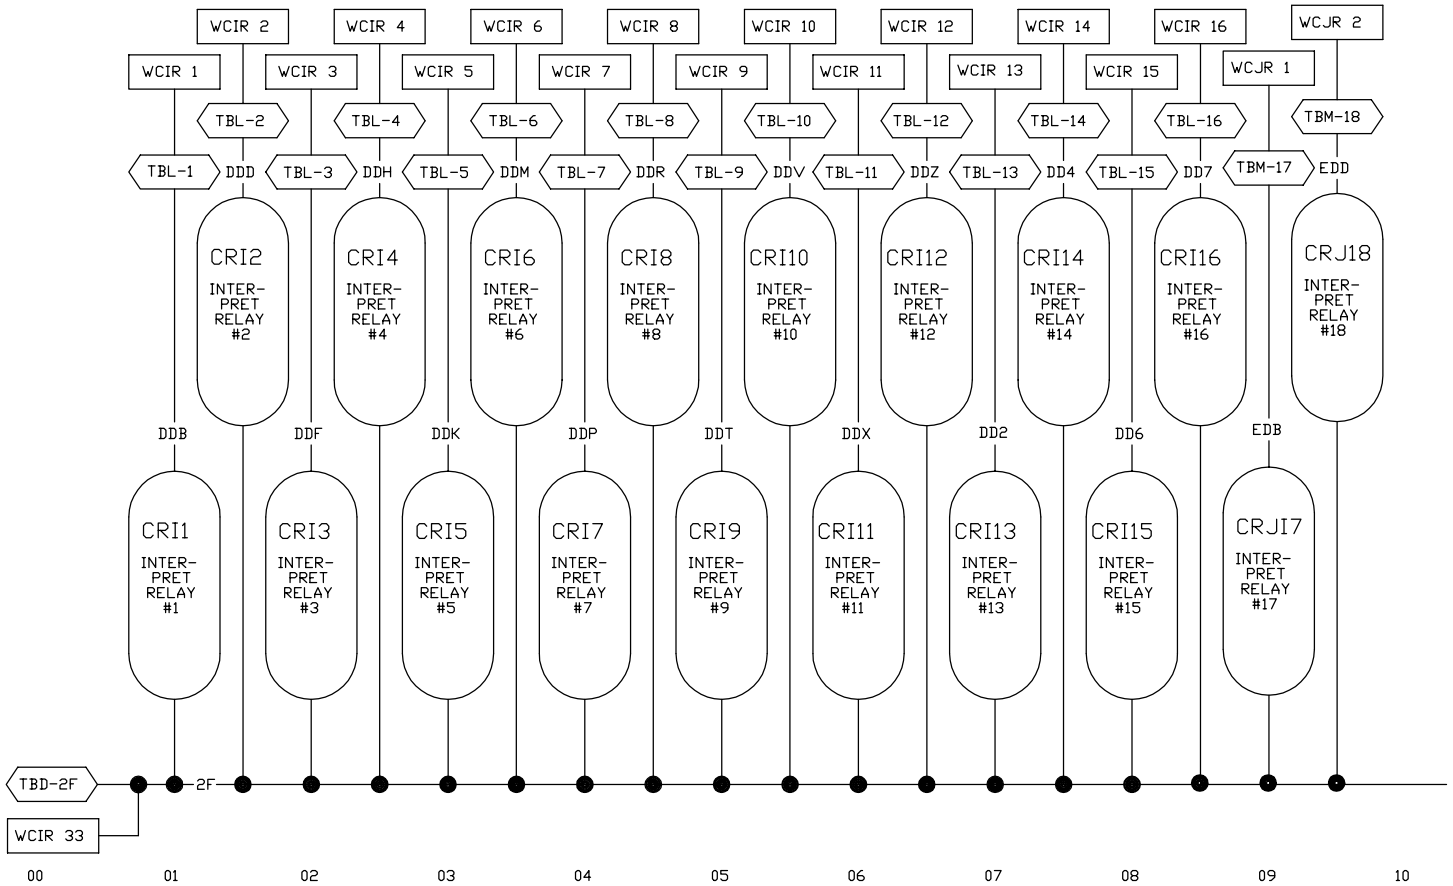 WCIR 2
WCIR 4
WCIR 6
WCIR 8
WCIR 10
WCIR 12
WCIR 14
WCIR 16
WCJR 2
WCIR 1
WCIR 3
WCIR 5
WCIR 7
WCIR 9
WCIR 11
WCIR 13
WCIR 15
WCJR 1
TBL-2
TBL-4
TBL-6
TBL-8
TBL-10
TBL-12
TBL-14
TBL-16
TBM-18
TBL-1
DDD
TBL-3
DDH
TBL-5
DDM
TBL-7
DDR
TBL-9
DDV
TBL-11
DDZ
TBL-13
DD4
TBL-15
DD7
TBM-17
EDD
CRI2
INTER-
PRET
RELAY
#2
CRI4
INTER-
PRET
RELAY
#4
CRI6
INTER-
PRET
RELAY
#6
CRI8
INTER-
PRET
RELAY
#8
CRI10
INTER-
PRET
RELAY
#10
CRI12
INTER-
PRET
RELAY
#12
CRI14
INTER-
PRET
RELAY
#14
CRI16
INTER-
PRET
RELAY
#16
CRJ18
INTER-
PRET
RELAY
#18
DDB
DDF
DDK
DDP
DDT
DDX
DD2
DD6
EDB
CRI1
INTER-
PRET
RELAY
#1
CRI3
INTER-
PRET
RELAY
#3
CRI5
INTER-
PRET
RELAY
#5
CRI7
INTER-
PRET
RELAY
#7
CRI9
INTER-
PRET
RELAY
#9
CRI11
INTER-
PRET
RELAY
#11
CRI13
INTER-
PRET
RELAY
#13
CRI15
INTER-
PRET
RELAY
#15
CRJI7
INTER-
PRET
RELAY
#17
TBD-2F
2F
WCIR 33
00
01
02
03
04
05
06
07
08
09
10